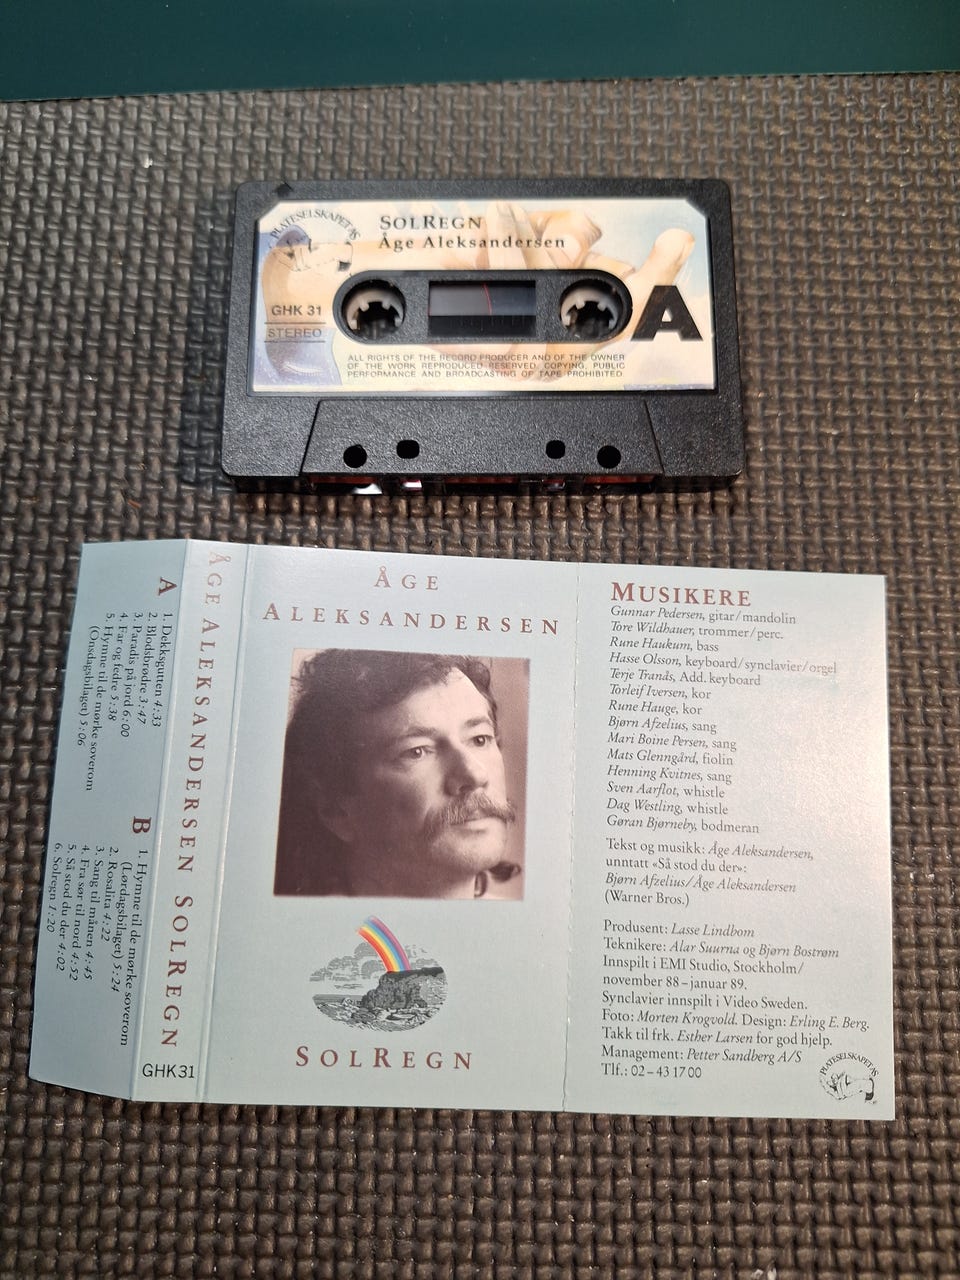 PLATESELSKAPET A/S
SOLREGN
Åge Aleksandersen
GHK 31
STEREO
A
ALL RIGHTS OF THE RECORD PRODUCER AND OF THE OWNER
OF THE WORK REPRODUCED RESERVED. COPYING, PUBLIC
PERFORMANCE AND BROADCASTING OF TAPE PROHIBITED.
A
1. Dekksgutten 4:33
2. Blodsbrødre 3:47
3. Paradis på jord 6:00
4. Far og fedre 5:38
5. Hymne til de mørke soverom
(Onsdagsbilaget) 5:06
B
1. Hymne til de mørke soverom
(Lørdagsbilaget) 5:24
2. Rosalita 4:22
3. Sang til månen 4:45
4. Fra sør til nord 4:52
5. Så stod du der 4:02
6. Solregn 1:20
ÅGE ALEKSANDERSEN SOLREGN
GHK31
ÅGE
ALEKSANDERSEN
SOLREGN
MUSIKERE
Gunnar Pedersen, gitar/mandolin
Tore Wildhauer, trommer/perc.
Rune Haukum, bass
Hasse Olsson, keyboard/synclavier/orgel
Terje Tranås, Add. keyboard
Torleif Iversen, kor
Rune Hauge, kor
Bjørn Afzelius, sang
Mari Boine Persen, sang
Mats Glenngård, fiolin
Henning Kvitnes, sang
Sven Aarflot, whistle
Dag Westling, whistle
Gøran Bjørneby, bodmeran
Tekst og musikk: Åge Aleksandersen,
unntatt «Så stod du der»:
Bjørn Afzelius/Åge Aleksandersen
(Warner Bros.)
Produsent: Lasse Lindbom
Teknikere: Alar Suurna og Bjørn Bostrøm
Innspilt i EMI Studio, Stockholm/
november 88–januar 89.
Synclavier innspilt i Video Sweden.
Foto: Morten Krogvold. Design: Erling E. Berg.
Takk til frk. Esther Larsen for god hjelp.
Management: Petter Sandberg A/S
Tlf.: 02–43 17 00
PLATESELSKAPET A/S